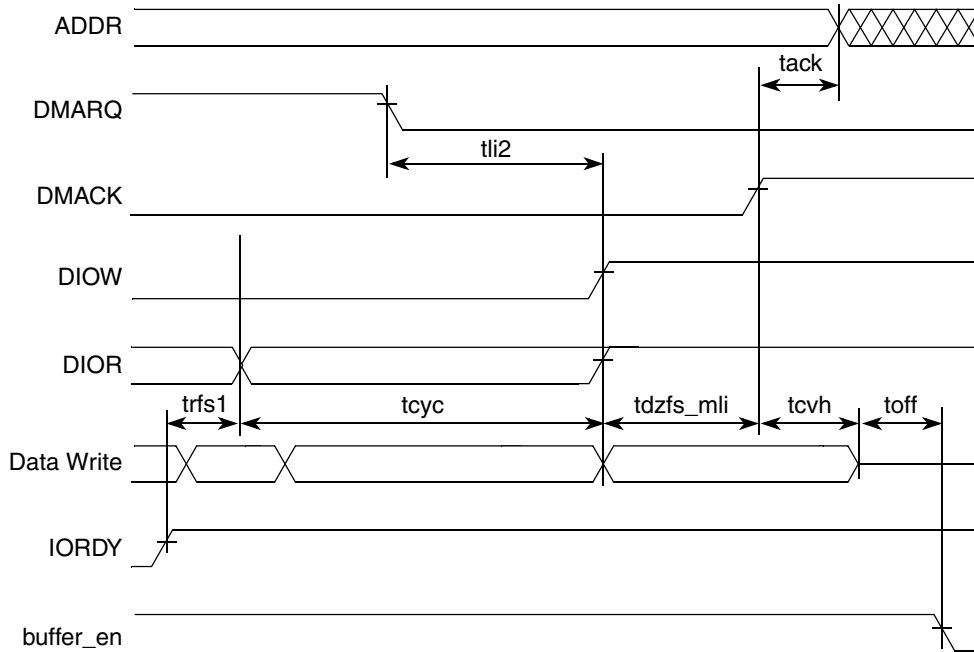 ADDR
tack
DMARQ
tli2
DMACK
DIOW
DIOR
trfs1
tcyc
tdzfs_mli
tcvh
toff
Data Write
IORDY
buffer_en